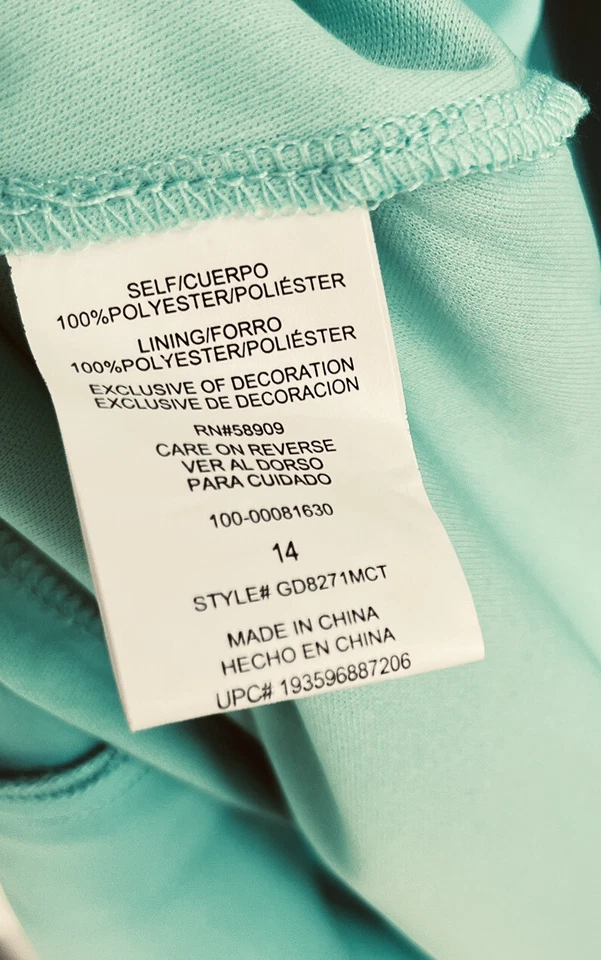 SELF/CUERPO
100%POLYESTER/POLIÉSTER
LINING/FORRO
100%POLYESTER/POLIÉSTER
EXCLUSIVE OF DECORATION
EXCLUSIVE DE DECORACION
RN#58909
CARE ON REVERSE
VER AL DORSO
PARA CUIDADO
100-00081630
14
STYLE# GD8271MCT
MADE IN CHINA
HECHO EN CHINA
UPC# 193596887206